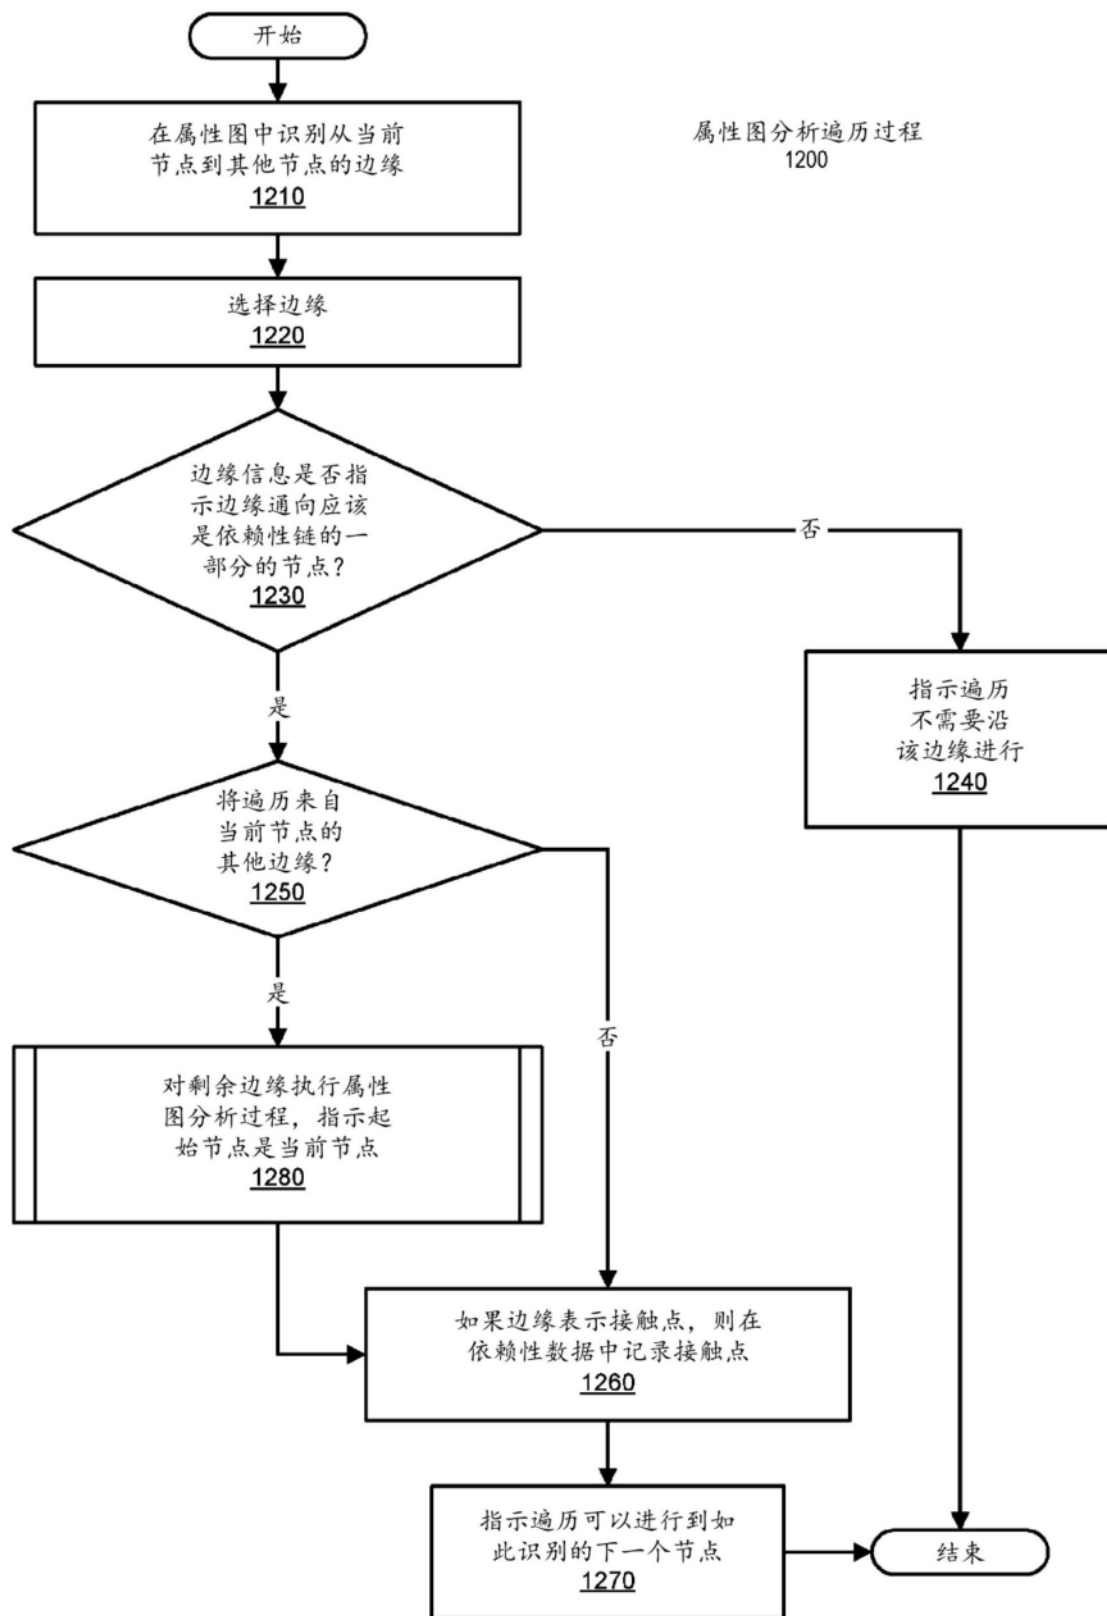 开始
在属性图中识别从当前
节点到其他节点的边缘
1210
属性图分析遍历过程
1200
选择边缘
1220
边缘信息是否指
示边缘通向应该
是依赖性链的一
部分的节点?
1230
否
是
指示遍历
不需要沿
该边缘进行
1240
将遍历来自
当前节点的
其他边缘?
1250
是
否
对剩余边缘执行属性
图分析过程，指示起
始节点是当前节点
1280
如果边缘表示接触点，则在
依赖性数据中记录接触点
1260
指示遍历可以进行到如
此识别的下一个节点
1270
结束